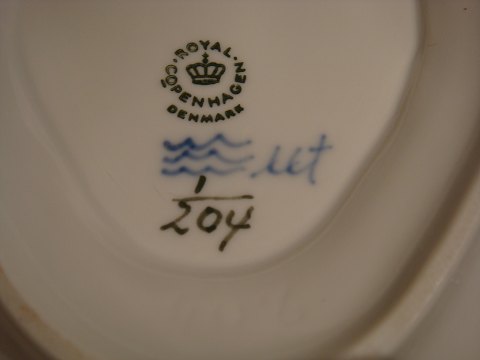 ROYAL
COPENHAGEN
DENMARK
1
204